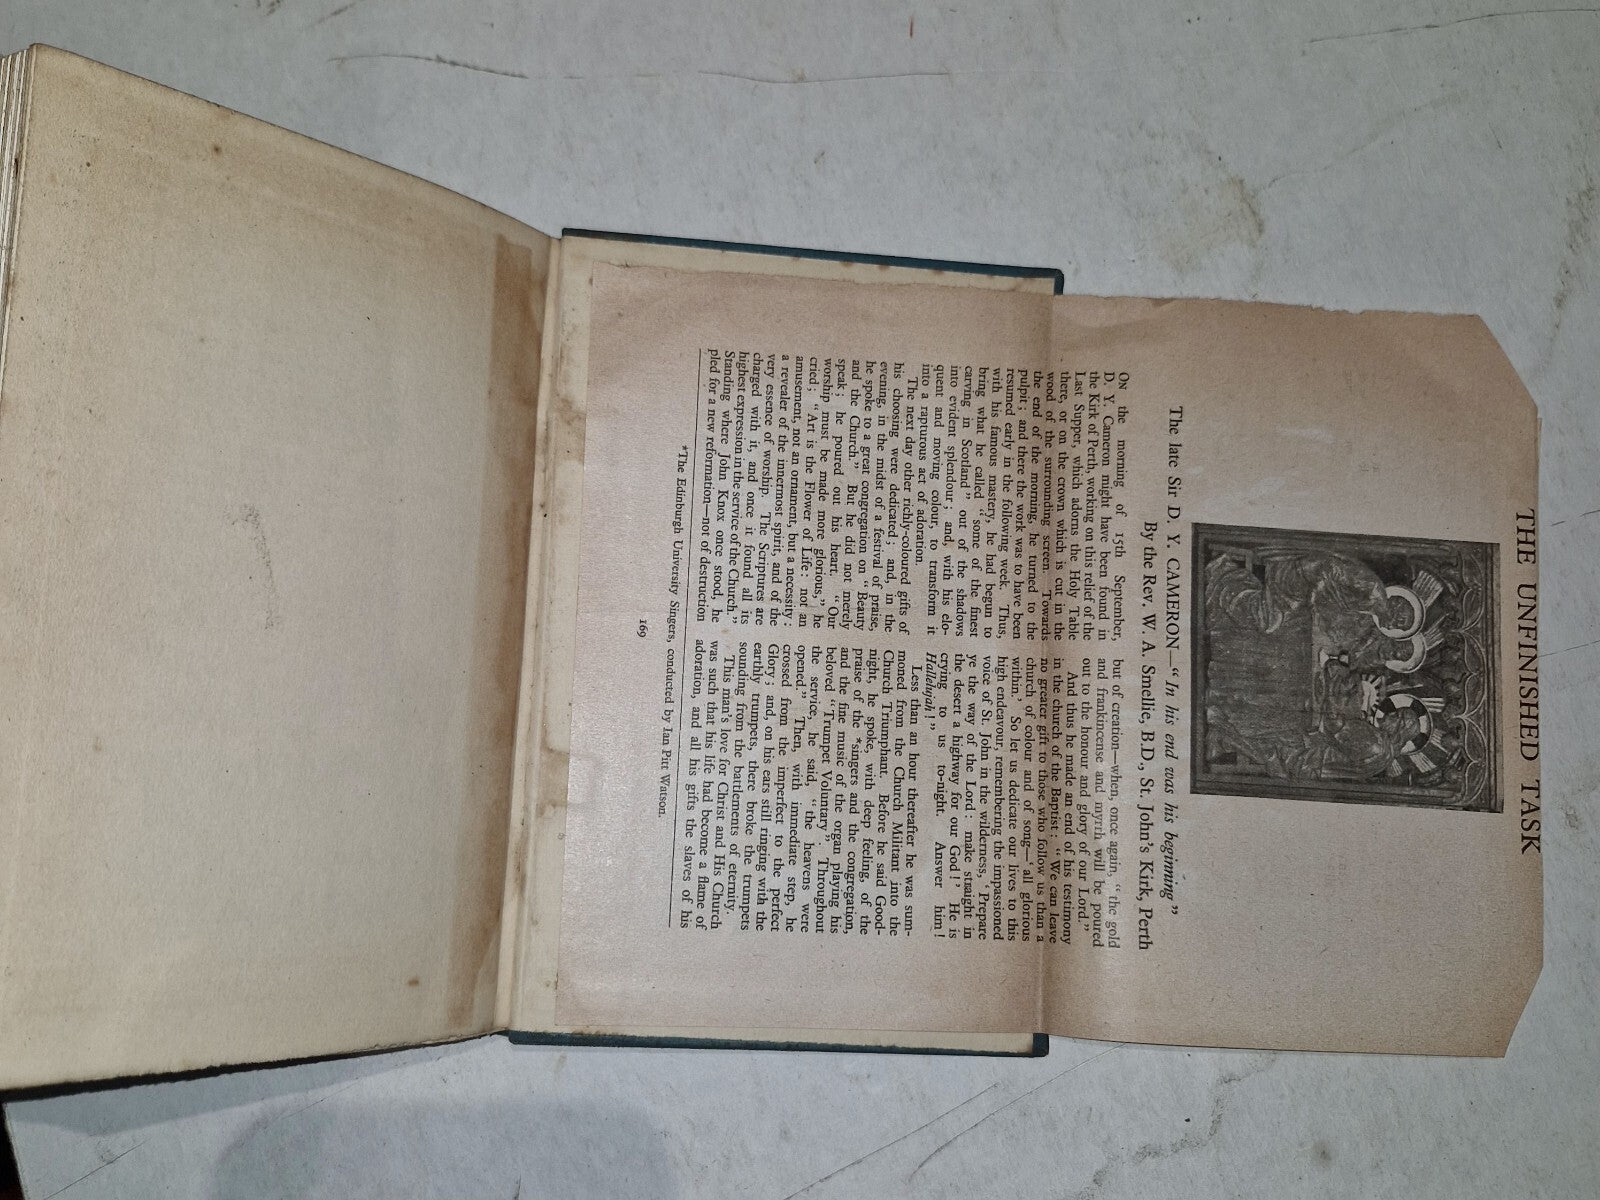 THE UNFINISHED TASK
The late Sir D. Y. CAMERON—“In his end was his beginning”
By the Rev. W. A. Smellie, B.D., St. John's Kirk, Perth
ON the morning of 15th September,
D. Y. Cameron might have been found in
the Kirk of Perth, working on this relief of the
Last Supper, which adorns the Holy Table
there, or on the crown which is cut in the
wood of the surrounding screen. Towards
the end of the morning, he turned to the
pulpit; and there the work was to have been
resumed early in the following week. Thus,
with his famous mastery, he had begun to
bring what he called “some of the finest
carving in Scotland” out of the shadows
into evident splendour; and, with his elo-
quent and moving colour, to transform it
into a rapturous act of adoration.
The next day other richly-coloured gifts of
his choosing were dedicated; and, in the
evening, in the midst of a festival of praise,
he spoke to a great congregation on “Beauty
and the Church.” But he did not merely
speak; he poured out his heart. “Our
worship must be made more glorious,” he
cried; “Art is the Flower of Life: not an
amusement, not an ornament, but a necessity:
a revealer of the innermost spirit, and of the
very essence of worship. The Scriptures are
charged with it, and once it found all its
highest expression in the service of the Church.”
Standing where John Knox once stood, he
pled for a new reformation—not of destruction
but of creation—when, once again, “the gold
and frankincense and myrrh will be poured
out to the honour and glory of our Lord.”
And thus he made an end of his testimony
in the church of the Baptist: “We can leave
no greater gift to those who follow us than a
church of colour and of song—‘all glorious
within.’ So let us dedicate our lives to this
high endeavour, remembering the impassioned
voice of St. John in the wilderness, ‘Prepare
ye the way of the Lord: make straight in
the desert a highway for our God!’ He is
crying to us to-night. Answer him!
Hallelujah!”
Less than an hour thereafter he was sum-
moned from the Church Militant into the
Church Triumphant. Before he said Good-
night, he spoke, with deep feeling, of the
praise of the *singers and the congregation,
and the fine music of the organ playing his
beloved “Trumpet Voluntary”. Throughout
the service, he said, “the heavens were
opened.” Then, with immediate step, he
crossed from the imperfect to the perfect
Glory; and, on his ears still ringing with the
earthly trumpets, there broke the trumpets
sounding from the battlements of eternity.
This man's love for Christ and His Church
was such that his life had become a flame of
adoration, and all his gifts the slaves of his
*The Edinburgh University Singers, conducted by Ian Pitt Watson.
169